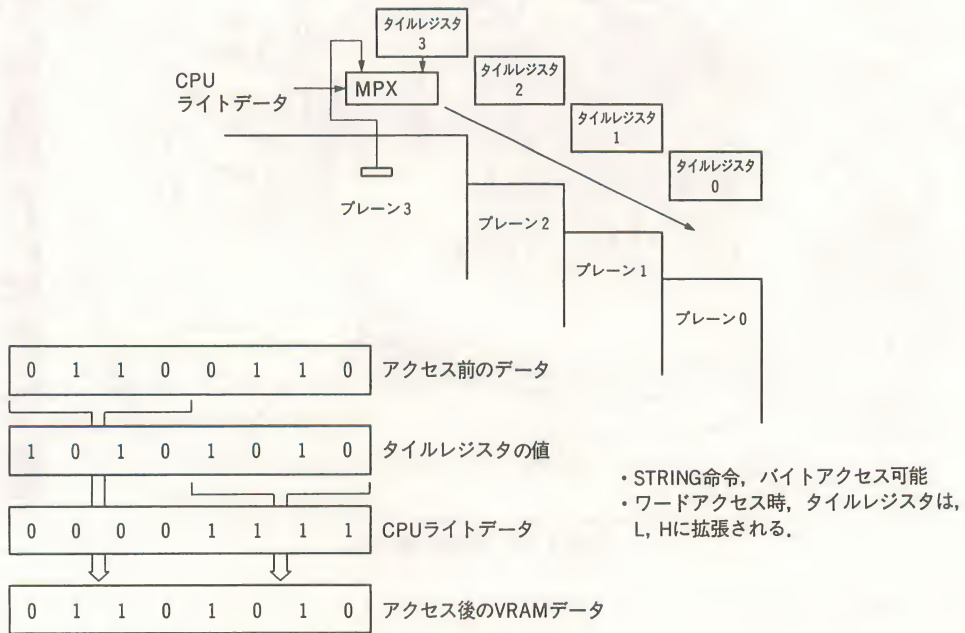 タイルレジスタ
3
タイルレジスタ
2
タイルレジスタ
1
タイルレジスタ
0
CPU
ライトデータ
MPX
プレーン3
プレーン2
プレーン1
プレーン0
0 1 1 0 0 1 1 0 アクセス前のデータ
1 0 1 0 1 0 1 0 タイルレジスタの値
0 0 0 0 1 1 1 1 CPUライトデータ
0 1 1 0 1 0 1 0 アクセス後のVRAMデータ
・STRING命令，バイトアクセス可能
・ワードアクセス時，タイルレジスタは，
L，Hに拡張される．